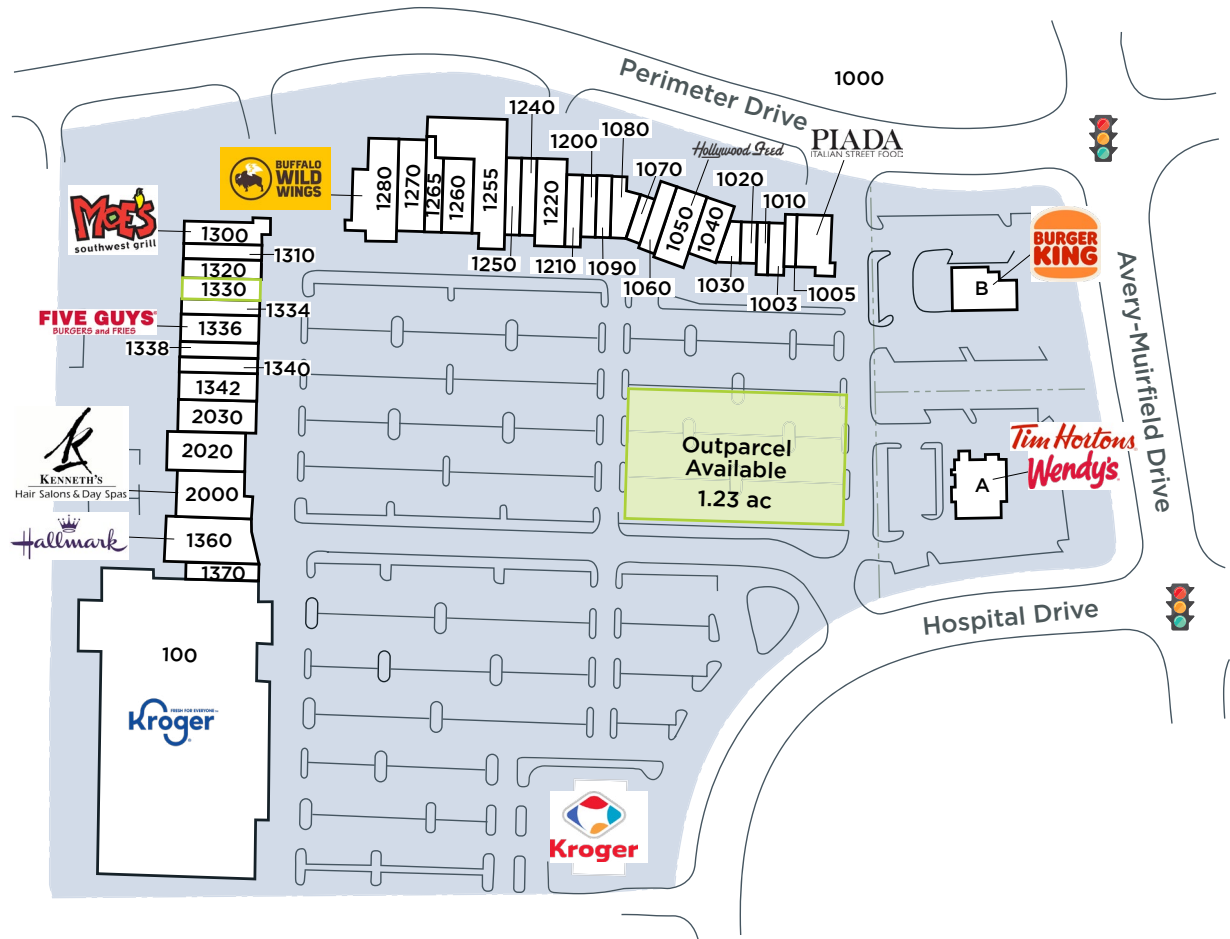 Perimeter Drive
1000
1240
1200
1080
Hollywood Feed
PIADA
ITALIAN STREET FOOD
BUFFALO
WILD
WINGS
1280
1270
1265
1260
1255
1220
1070
1050
1040
1020
1010
1250
1210
1090
1060
1030
1003
1005
MOE'S
southwest grill
1300
1310
1320
1330
1334
FIVE GUYS
BURGERS and FRIES
1336
1338
1340
1342
2030
2020
KENNETH'S
Hair Salons & Day Spas
2000
Hallmark
1360
1370
100
FRESH FOR EVERYONE
Kroger
Outparcel
Available
1.23 ac
BURGER
KING
B
Avery-Muirfield Drive
Tim Hortons
Wendy's
A
Hospital Drive
Kroger